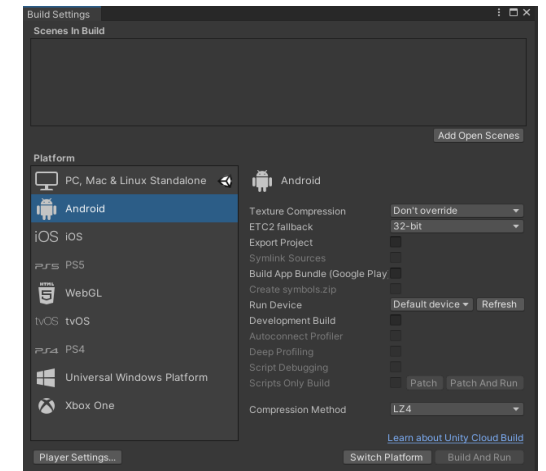 Build Settings
Scenes In Build
Add Open Scenes
Platform
PC, Mac & Linux Standalone
Android
iOS iOS
PS5 PS5
HTML
5 WebGL
tvOS tvOS
PS4 PS4
Universal Windows Platform
Xbox One
Android
Texture Compression Don't override
ETC2 fallback 32-bit
Export Project
Symlink Sources
Build App Bundle (Google Play
Create symbols.zip
Run Device Default device Refresh
Development Build
Autoconnect Profiler
Deep Profiling
Script Debugging
Scripts Only Build Patch Patch And Run
Compression Method LZ4
Learn about Unity Cloud Build
Player Settings... Switch Platform Build And Run